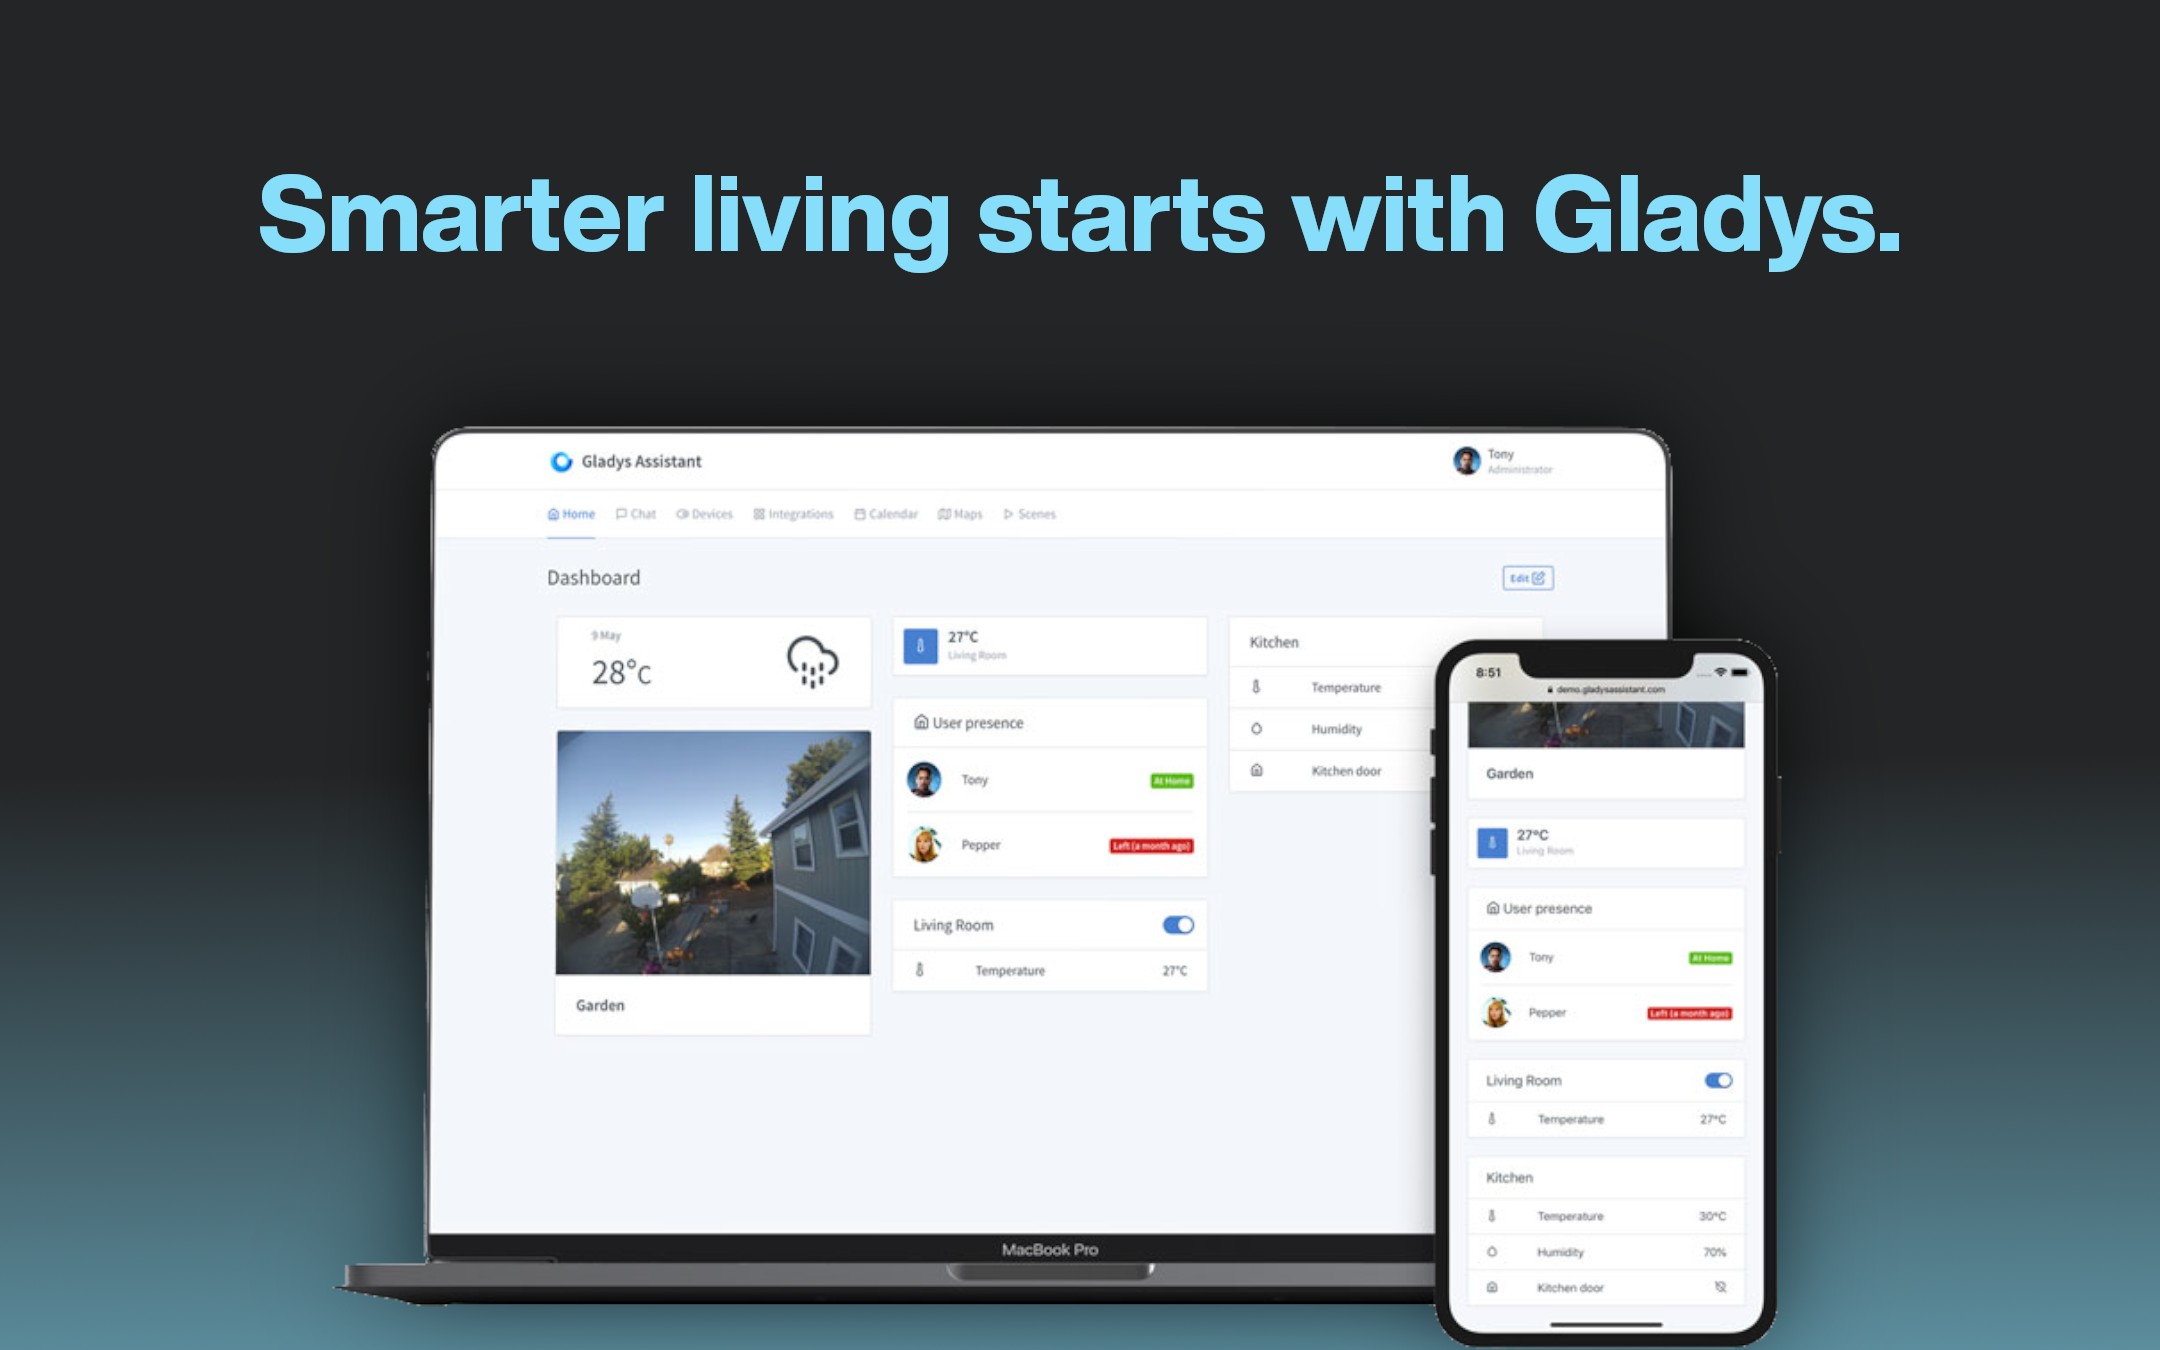 Smarter living starts with Gladys.
Gladys Assistant
Tony
Administrator
Home Chat Devices Integrations Calendar Maps Scenes
Dashboard
Edit
9 May
28°C
Garden
27°C
Living Room
User presence
Tony At Home
Pepper Left (a month ago)
Living Room
Temperature 27°C
Kitchen
Temperature
Humidity
Kitchen door
MacBook Pro
8:51
demo.gladysassistant.com
Garden
27°C
Living Room
User presence
Tony At Home
Pepper Left (a month ago)
Living Room
Temperature 27°C
Kitchen
Temperature 30°C
Humidity 70%
Kitchen door